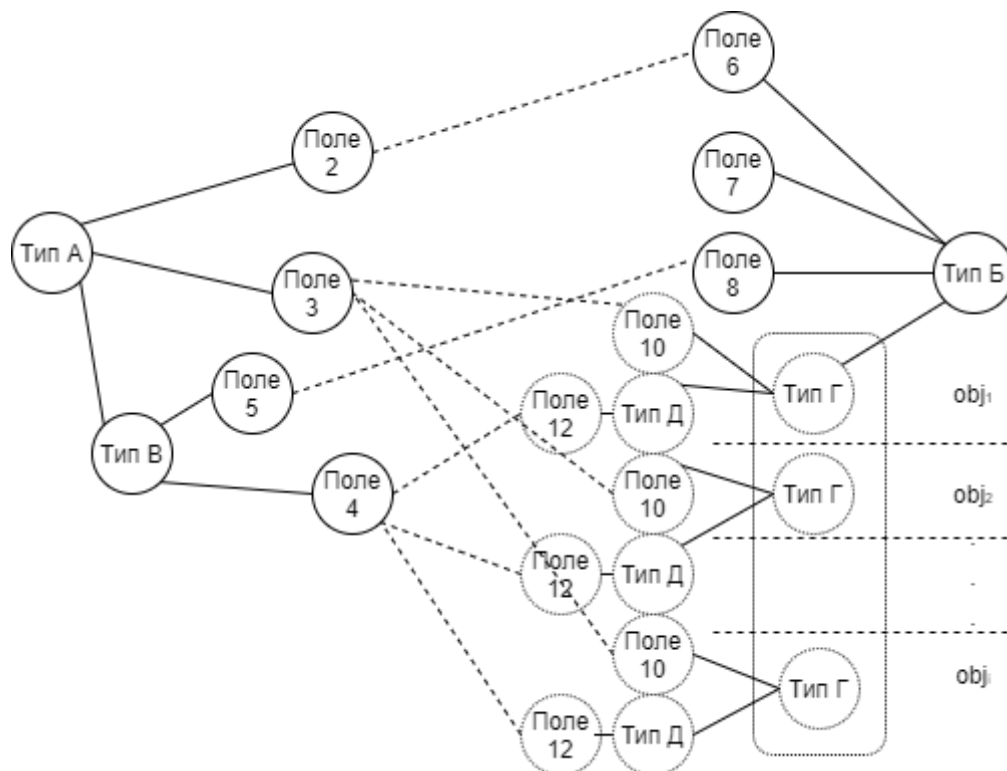 Поле
6
Поле
2
Поле
7
Тип А
Поле
3
Поле
8
Тип Б
Поле
10
Поле
5
Тип Г
obj₁
Поле
12
Тип Д
Тип В
Поле
4
Поле
10
Тип Г
obj₂
Поле
12
Тип Д
Поле
10
Тип Г
objᵢ
Поле
12
Тип Д